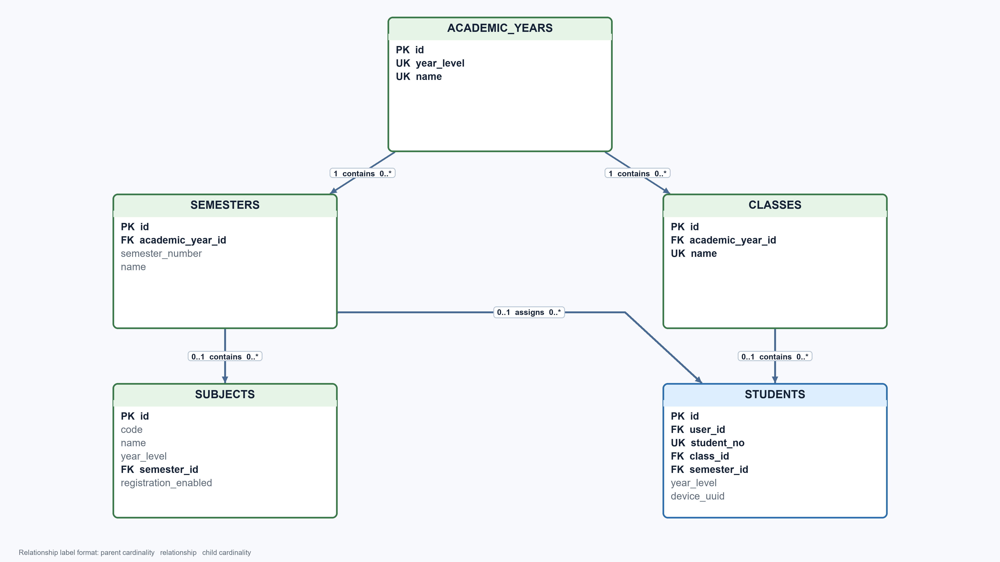 ACADEMIC_YEARS
PK id
UK year_level
UK name
1 contains 0..*
1 contains 0..*
SEMESTERS
PK id
FK academic_year_id
semester_number
name
CLASSES
PK id
FK academic_year_id
UK name
0..1 assigns 0..*
0..1 contains 0..*
0..1 contains 0..*
SUBJECTS
PK id
code
name
year_level
FK semester_id
registration_enabled
STUDENTS
PK id
FK user_id
UK student_no
FK class_id
FK semester_id
year_level
device_uuid
Relationship label format: parent cardinality relationship child cardinality